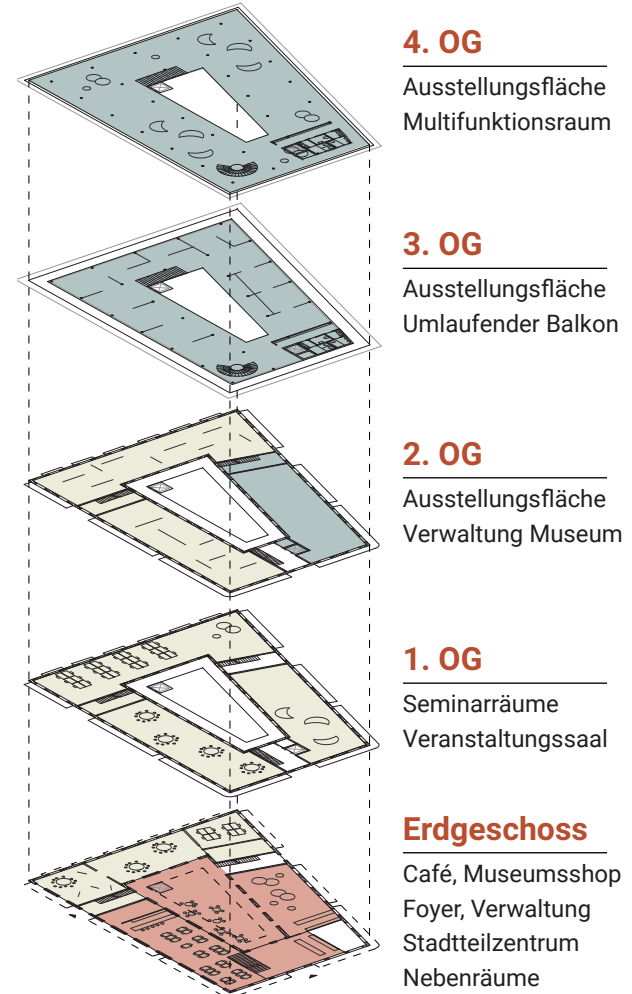 4. OG
Ausstellungsfläche
Multifunktionsraum
3. OG
Ausstellungsfläche
Umlaufender Balkon
2. OG
Ausstellungsfläche
Verwaltung Museum
1. OG
Seminarräume
Veranstaltungssaal
Erdgeschoss
Café, Museumsshop
Foyer, Verwaltung
Stadtteilzentrum
Nebenräume